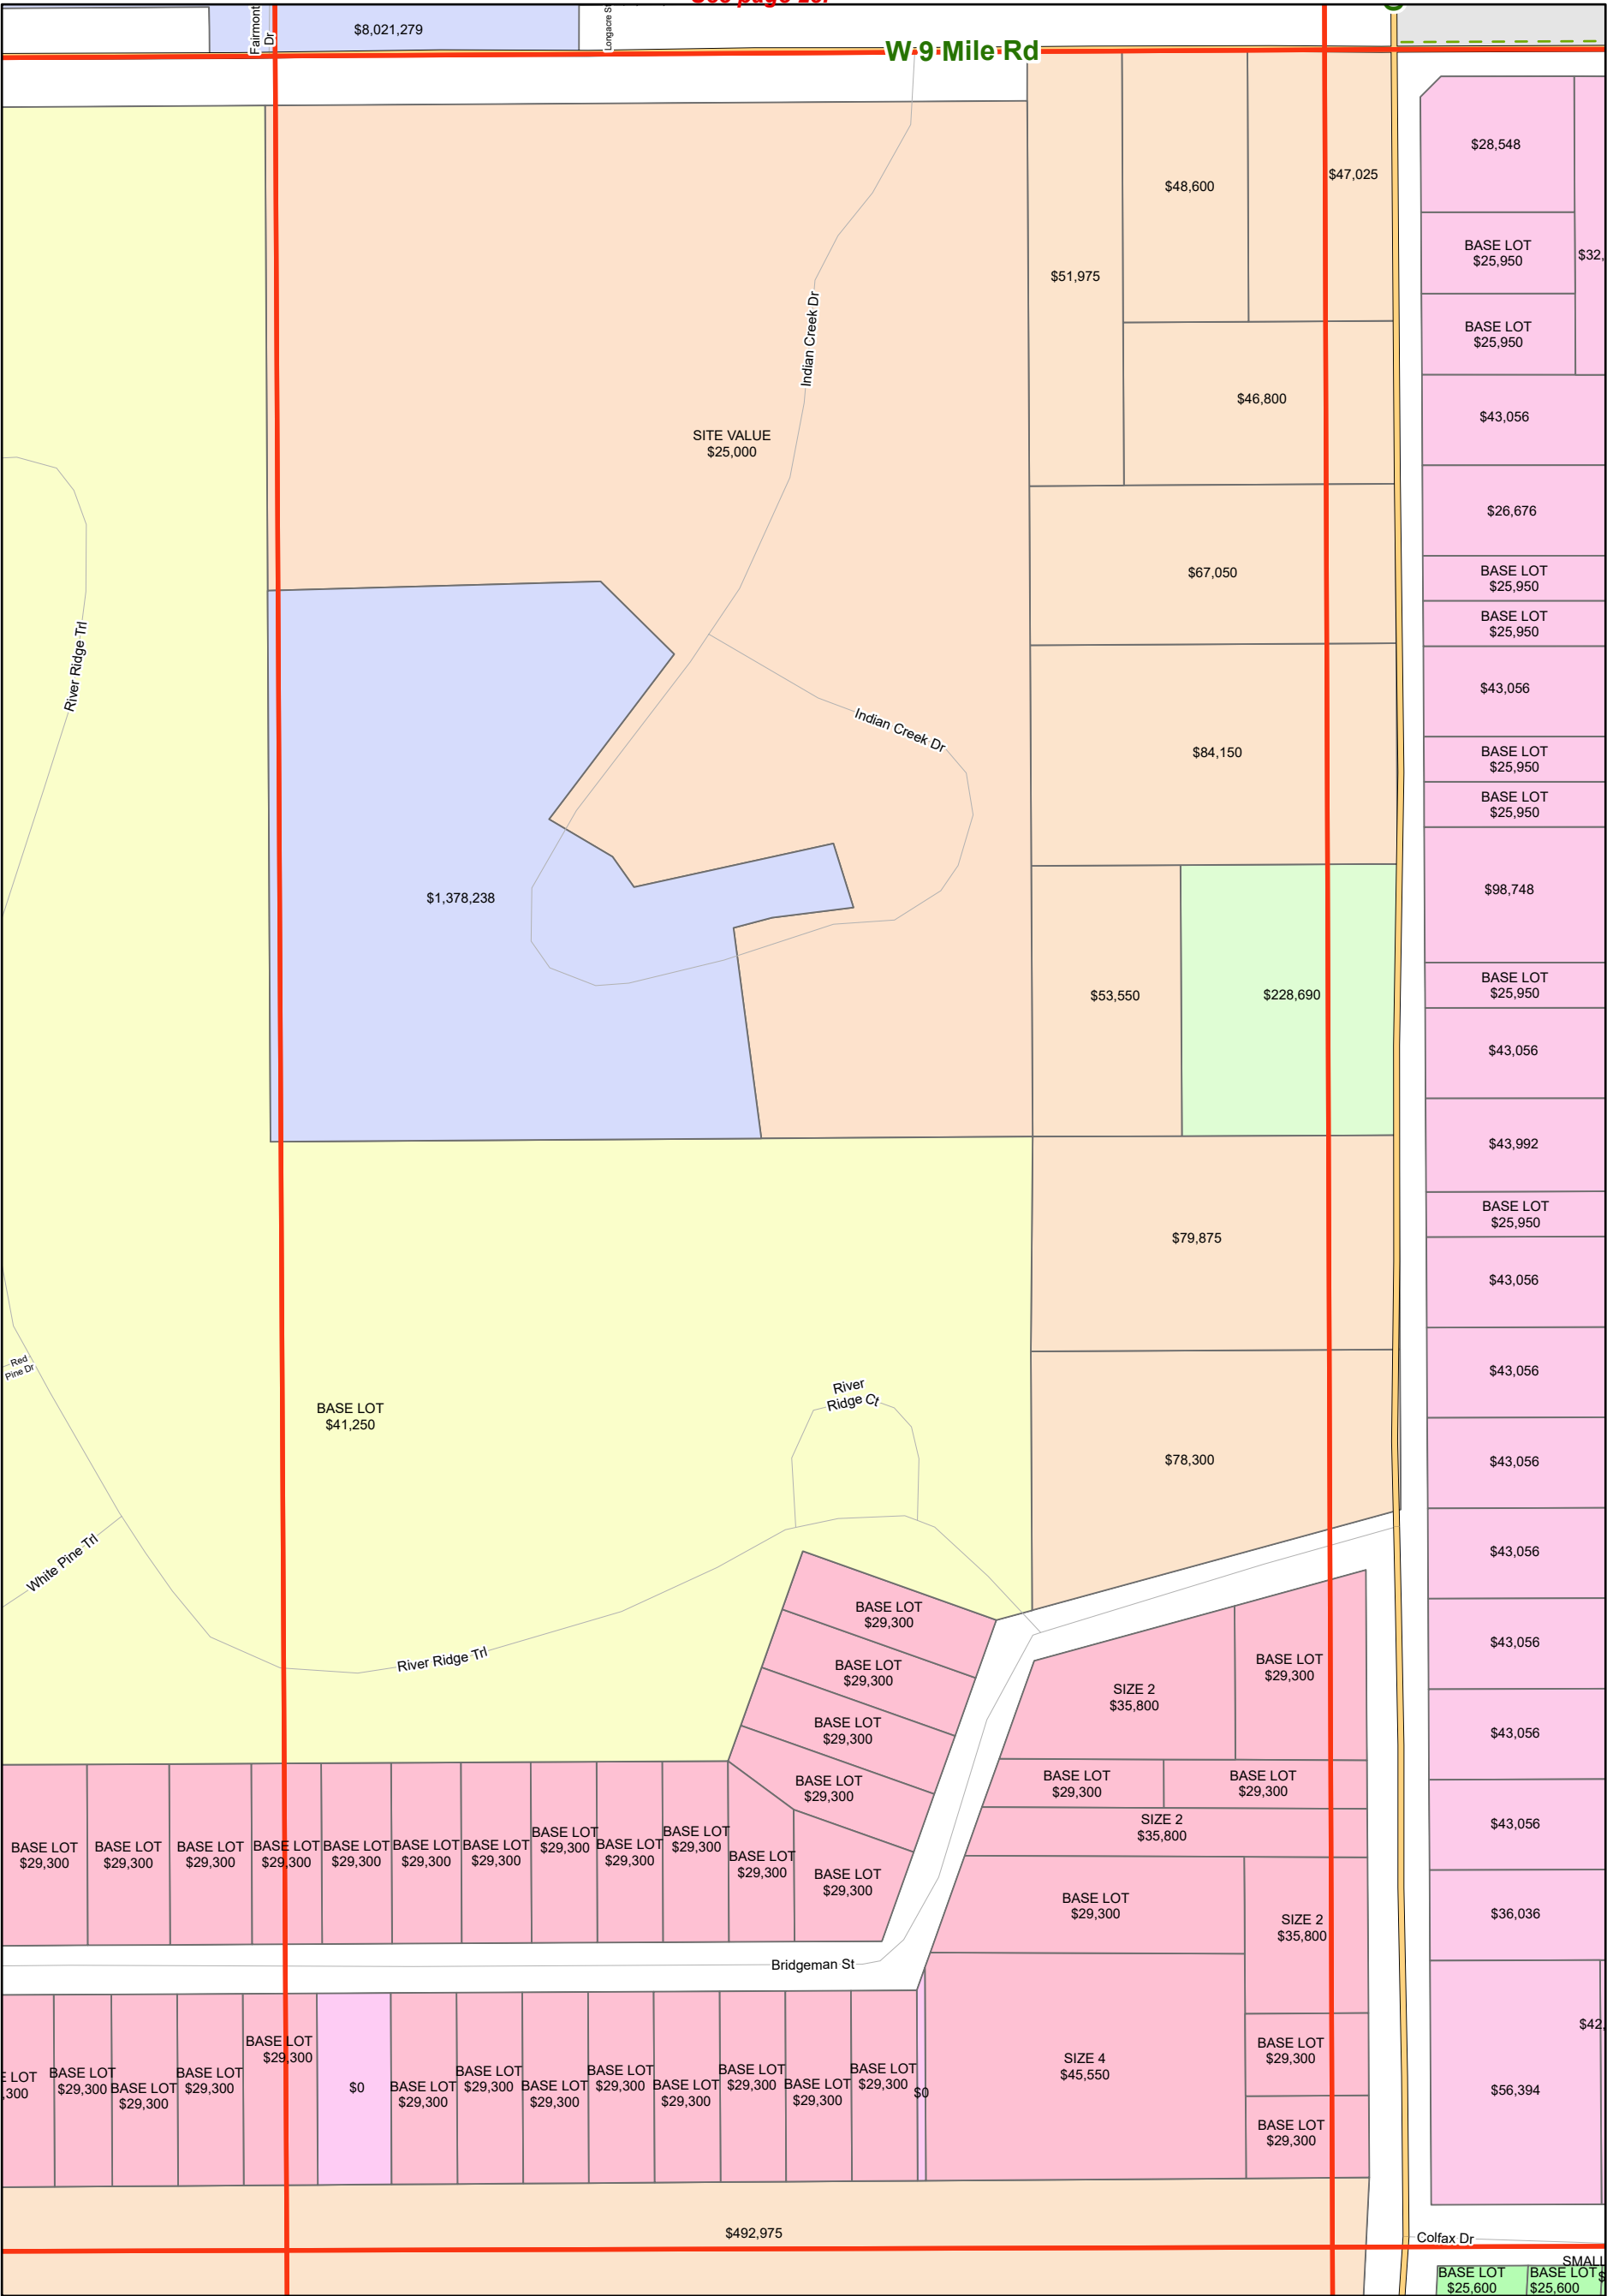 $8,021,279
Fairmont
Dr
Longacre St
W 9 Mile Rd
$28,548
$47,025
$48,600
BASE LOT
$25,950
$51,975
BASE LOT
$25,950
$46,800
$43,056
Indian Creek Dr
SITE VALUE
$25,000
$26,676
$67,050
BASE LOT
$25,950
BASE LOT
$25,950
River Ridge Trl
$43,056
Indian Creek Dr
$84,150
BASE LOT
$25,950
BASE LOT
$25,950
$1,378,238
$98,748
$53,550
$228,690
BASE LOT
$25,950
$43,056
$43,992
BASE LOT
$25,950
$79,875
$43,056
Red
Pine Dr
$43,056
BASE LOT
$41,250
River
Ridge Ct
$78,300
$43,056
White Pine Trl
$43,056
River Ridge Trl
BASE LOT
$29,300
BASE LOT
$29,300
BASE LOT
$29,300
BASE LOT
$29,300
BASE LOT
$29,300
SIZE 2
$35,800
BASE LOT
$29,300
$43,056
$43,056
BASE LOT
$29,300
BASE LOT
$29,300
SIZE 2
$35,800
$43,056
BASE LOT
$29,300
BASE LOT
$29,300
BASE LOT
$29,300
BASE LOT
$29,300
BASE LOT
$29,300
BASE LOT
$29,300
BASE LOT
$29,300
BASE LOT
$29,300
BASE LOT
$29,300
BASE LOT
$29,300
BASE LOT
$29,300
BASE LOT
$29,300
SIZE 2
$35,800
$36,036
Bridgeman St
BASE LOT
$29,300
BASE LOT
$29,300
BASE LOT
$29,300
BASE LOT
$29,300
$0
BASE LOT
$29,300
BASE LOT
$29,300
BASE LOT
$29,300
BASE LOT
$29,300
BASE LOT
$29,300
BASE LOT
$29,300
BASE LOT
$29,300
BASE LOT
$29,300
$0
SIZE 4
$45,550
BASE LOT
$29,300
BASE LOT
$29,300
$56,394
$492,975
Colfax Dr
SMALL
BASE LOT
$25,600
BASE LOT
$25,600